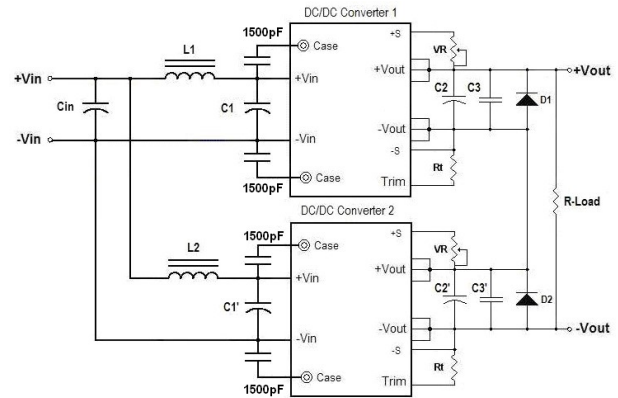 DC/DC Converter 1
1500pF
Case
+S
VR
L1
+Vin
+Vin
+Vout
C2
C3
+Vout
Cin
C1
D1
-Vin
-Vin
-Vout
-S
Rt
1500pF
Case
Trim
R-Load
DC/DC Converter 2
1500pF
Case
+S
VR
L2
+Vin
+Vout
C2'
C3'
C1'
D2
-Vin
-Vout
-Vout
-S
Rt
1500pF
Case
Trim